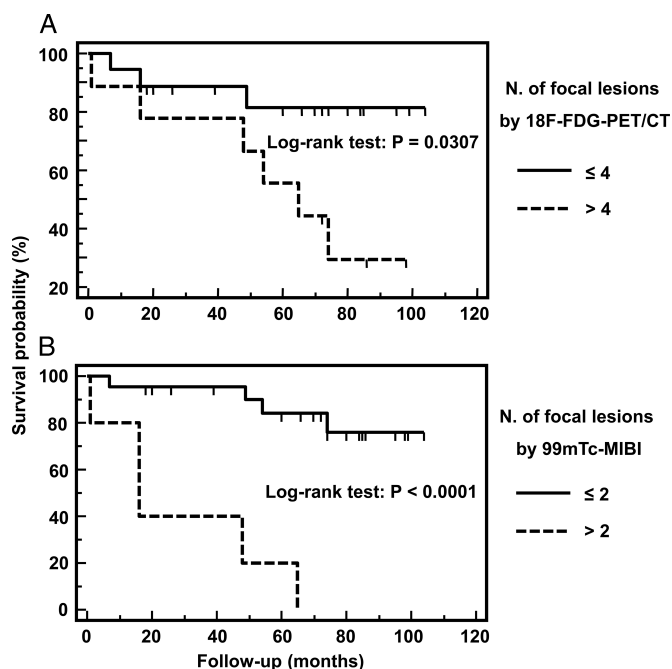 A
100
80
60
40
20
Log-rank test: P = 0.0307
0 20 40 60 80 100 120
N. of focal lesions
by 18F-FDG-PET/CT
≤ 4
> 4
Survival probability (%)
B
100
80
60
40
20
0
Log-rank test: P < 0.0001
0 20 40 60 80 100 120
Follow-up (months)
N. of focal lesions
by 99mTc-MIBI
≤ 2
> 2